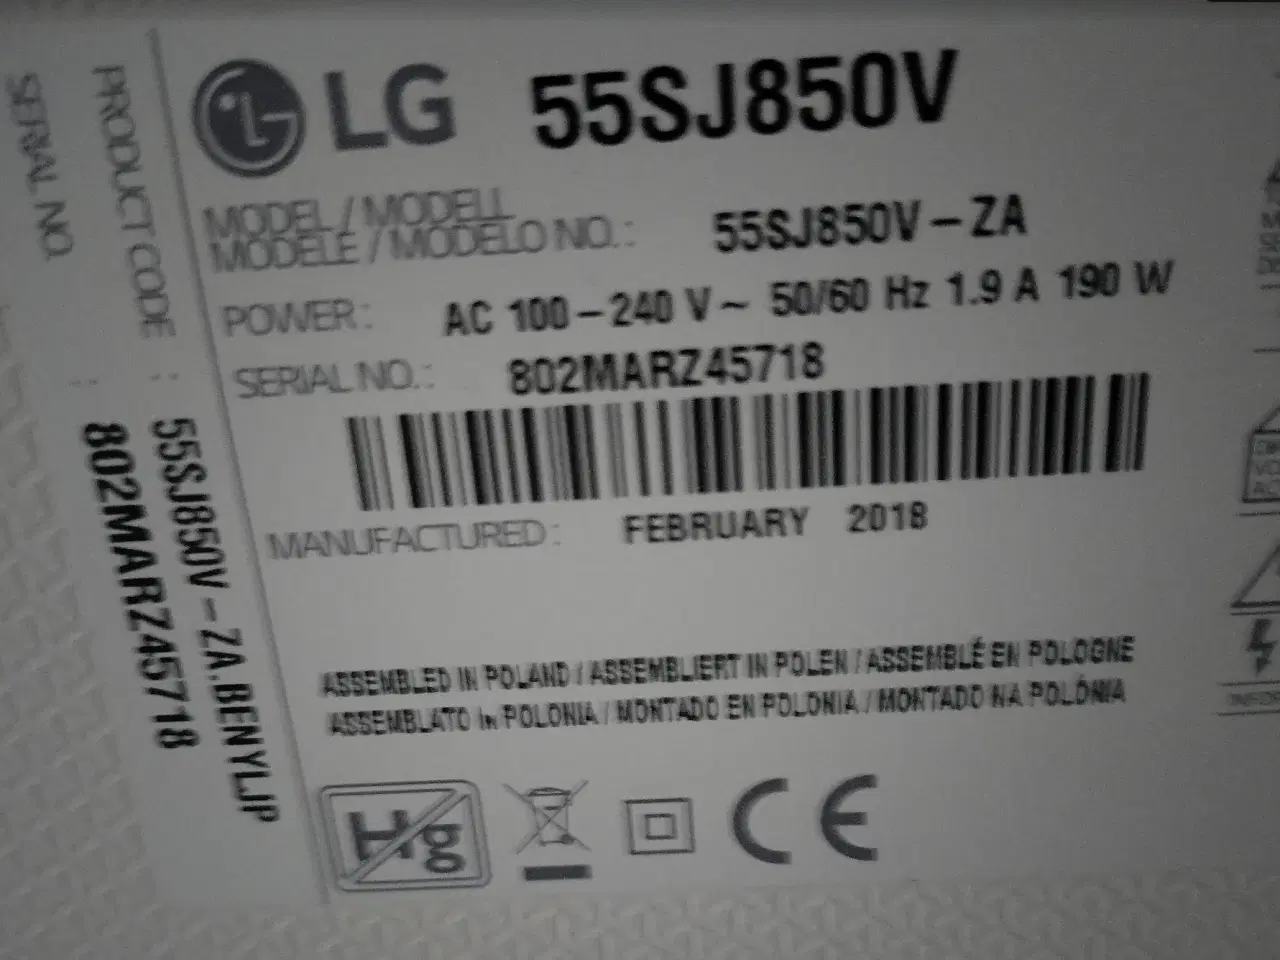 LG 55SJ850V
MODEL / MODELL
MODÈLE / MODELO NO. : 55SJ850V – ZA
POWER : AC 100 – 240 V ~ 50/60 Hz 1.9 A 190 W
SERIAL NO. : 802MARZ45718
MANUFACTURED : FEBRUARY 2018
ASSEMBLED IN POLAND / ASSEMBLIERT IN POLEN / ASSEMBLÉ EN POLOGNE
ASSEMBLATO in POLONIA / MONTADO EN POLONIA / MONTADO NA POLÓNIA
Hg
CE
PRODUCT CODE : 55SJ850V – ZA.BENYLJP
SERIAL NO. : 802MARZ45718